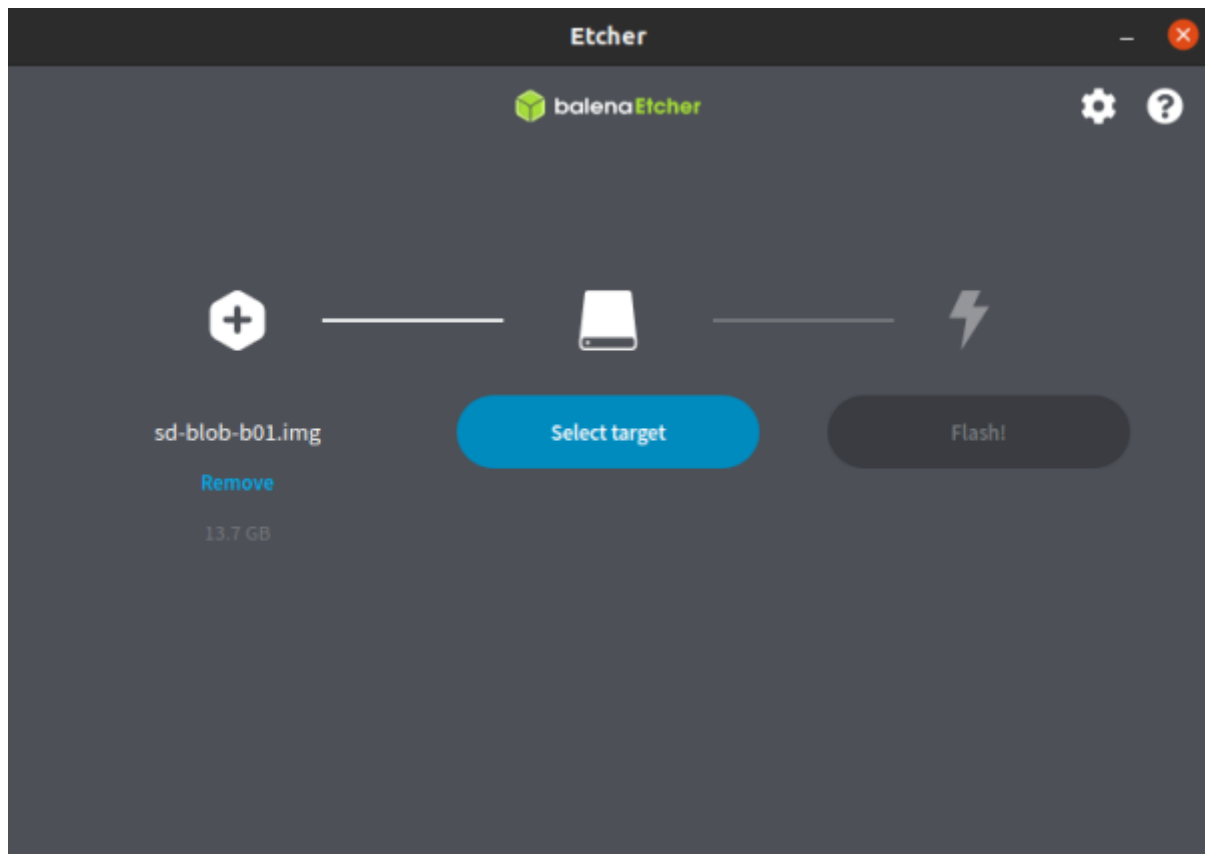 Etcher
balenaEtcher
sd-blob-b01.img
Select target
Flash!
Remove
13.7 GB